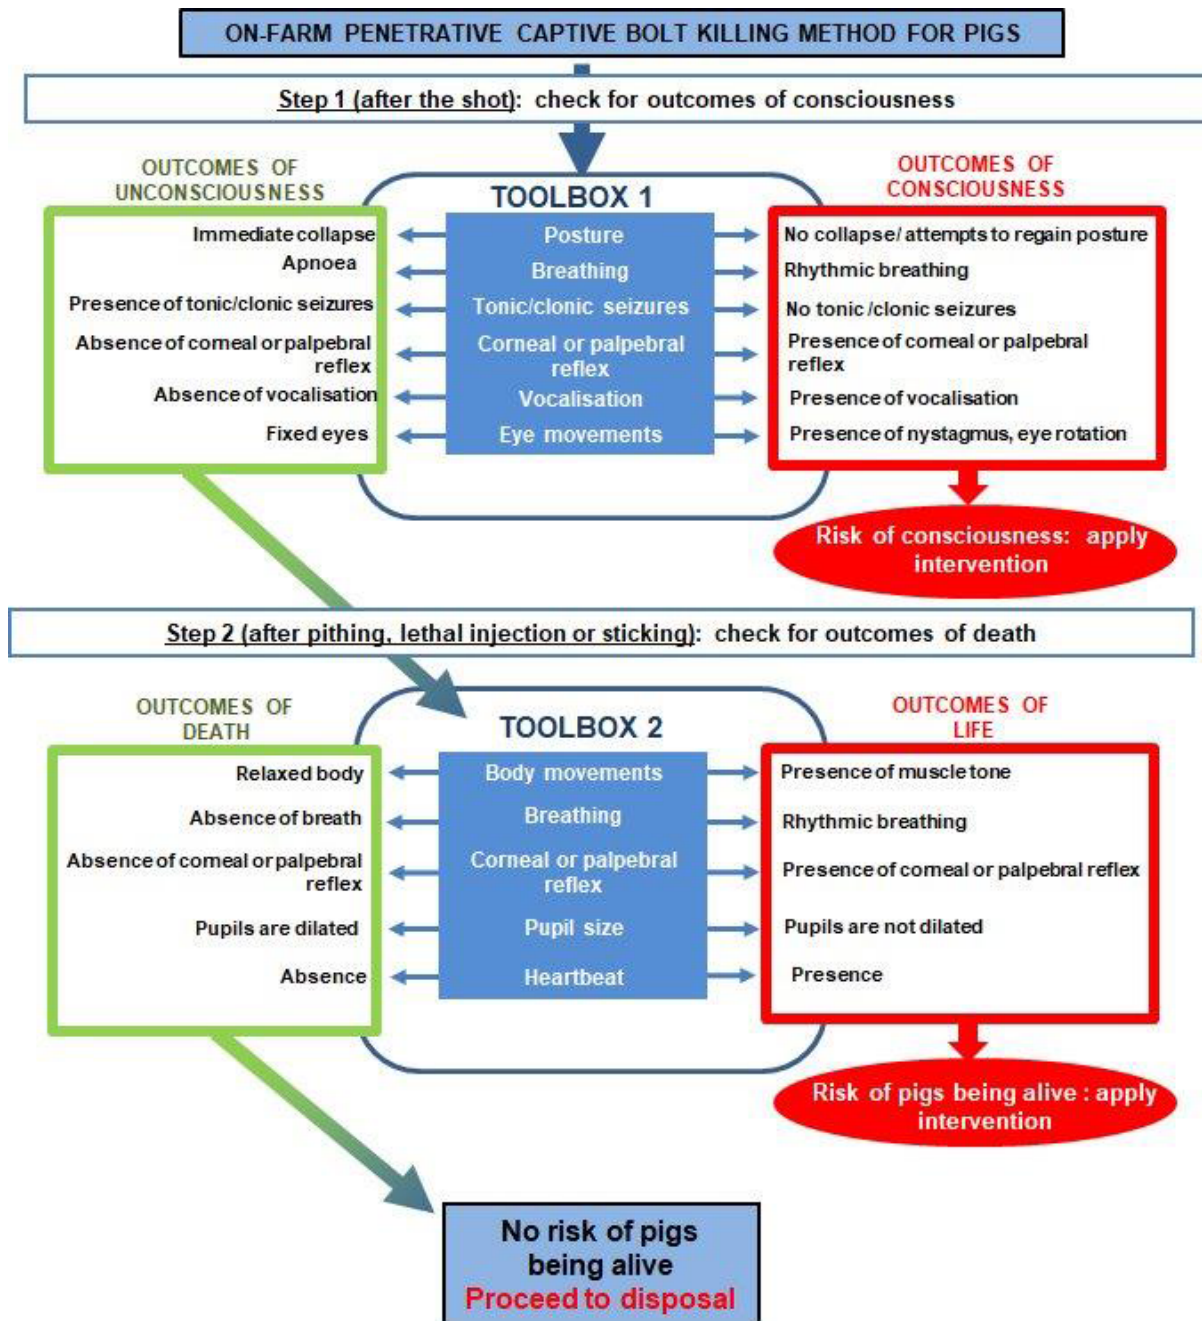 ON-FARM PENETRATIVE CAPTIVE BOLT KILLING METHOD FOR PIGS
Step 1 (after the shot): check for outcomes of consciousness
OUTCOMES OF
UNCONSCIOUSNESS
Immediate collapse
Apnoea
Presence of tonic/clonic seizures
Absence of corneal or palpebral
reflex
Absence of vocalisation
Fixed eyes
TOOLBOX 1
Posture
Breathing
Tonic/clonic seizures
Corneal or palpebral
reflex
Vocalisation
Eye movements
OUTCOMES OF
CONSCIOUSNESS
No collapse/ attempts to regain posture
Rhythmic breathing
No tonic /clonic seizures
Presence of corneal or palpebral
reflex
Presence of vocalisation
Presence of nystagmus, eye rotation
Risk of consciousness: apply
intervention
Step 2 (after pithing, lethal injection or sticking): check for outcomes of death
OUTCOMES OF
DEATH
Relaxed body
Absence of breath
Absence of corneal or palpebral
reflex
Pupils are dilated
Absence
TOOLBOX 2
Body movements
Breathing
Corneal or palpebral
reflex
Pupil size
Heartbeat
OUTCOMES OF
LIFE
Presence of muscle tone
Rhythmic breathing
Presence of corneal or palpebral reflex
Pupils are not dilated
Presence
Risk of pigs being alive : apply
intervention
No risk of pigs
being alive
Proceed to disposal